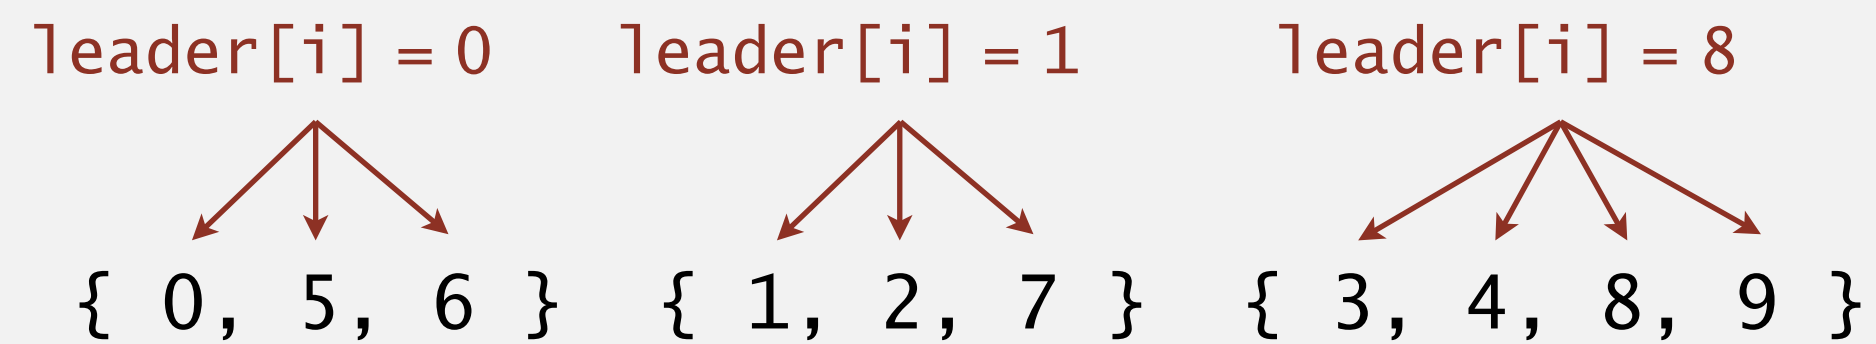 leader[i] = 0 leader[i] = 1 leader[i] = 8
{ 0, 5, 6 } { 1, 2, 7 } { 3, 4, 8, 9 }